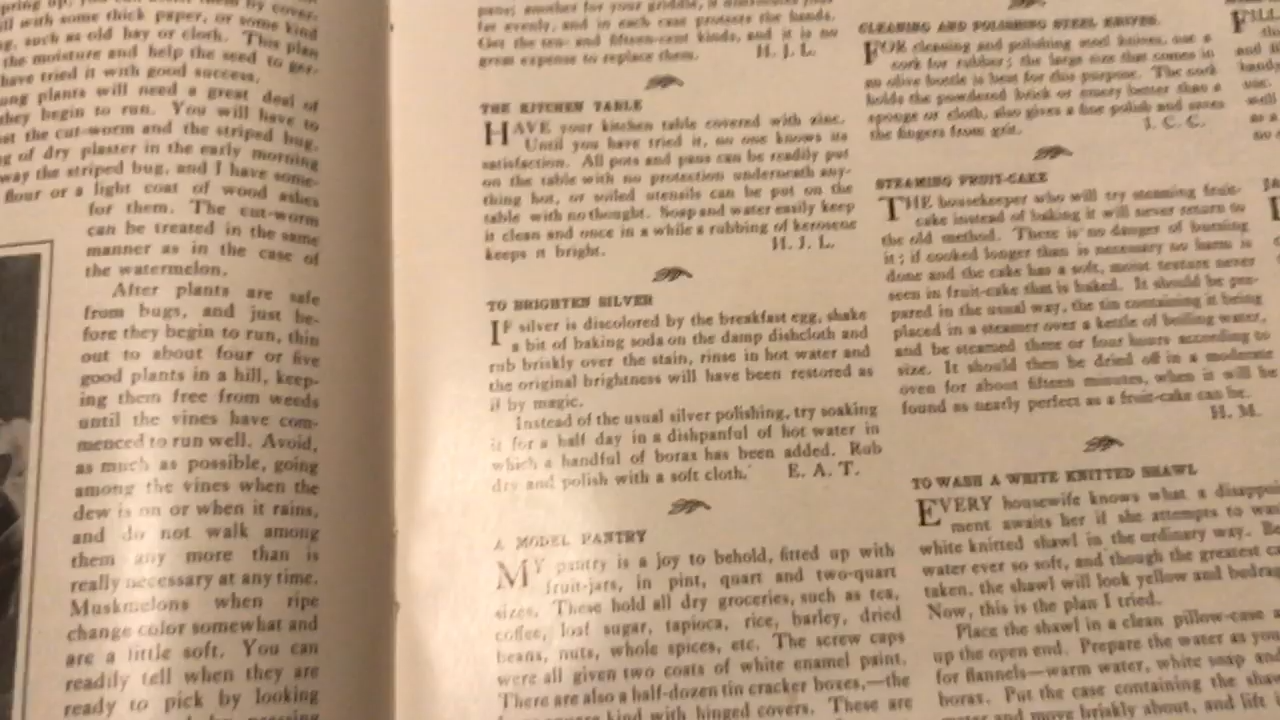 ill with some thick paper, or some kind
such as old hay or cloth. This plan
the moisture and help the seed to ger-
have tried it with good success.
plants will need a great deal of
they begin to run. You will have to
the cut-worm and the striped bug.
of dry plaster in the early morning
the striped bug, and I have some-
flour or a light coat of wood ashes
for them. The cut-worm
can be treated in the same
manner as in the case of
the watermelon.
After plants are safe
from bugs, and just be-
fore they begin to run, thin
out to about four or five
good plants in a hill, keep-
ing them free from weeds
until the vines have com-
menced to run well. Avoid,
as much as possible, going
among the vines when the
dew is on or when it rains,
and do not walk among
them any more than is
really necessary at any time.
Muskmelons when ripe
change color somewhat and
are a little soft. You can
readily tell when they are
ready to pick by looking
pans; another for your griddle, it
for evenly, and in each case protects the hands.
Get the ten- and fifteen-cent kinds, and it is no
great expense to replace them. H. J. L.
THE KITCHEN TABLE
HAVE your kitchen table covered with zinc.
Until you have tried it, no one knows its
satisfaction. All pots and pans can be readily put
on the table with no protection underneath any-
thing hot, or soiled utensils can be put on the
table with no thought. Soap and water easily keep
it clean and once in a while a rubbing of kerosene
keeps it bright. H. J. L.
TO BRIGHTEN SILVER
IF silver is discolored by the breakfast egg, shake
a bit of baking soda on the damp dishcloth and
rub briskly over the stain, rinse in hot water and
the original brightness will have been restored as
if by magic.
Instead of the usual silver polishing, try soaking
it for a half day in a dishpanful of hot water in
which a handful of borax has been added. Rub
dry and polish with a soft cloth. E. A. T.
A MODEL PANTRY
MY pantry is a joy to behold, fitted up with
fruit-jars, in pint, quart and two-quart
sizes. These hold all dry groceries, such as tea,
coffee, loaf sugar, tapioca, rice, barley, dried
beans, nuts, whole spices, etc. The screw caps
were all given two coats of white enamel paint.
There are also a half-dozen tin cracker boxes,—the
square kind with hinged covers. These are
CLEANING AND POLISHING STEEL KNIVES.
FOR cleaning and polishing steel knives, use a
cork for rubber; the large size that comes in
an olive bottle is best for this purpose. The cork
holds the powdered brick or emery better than a
sponge or cloth, also gives a fine polish and saves
the fingers from grit. I. C. C.
STEAMING FRUIT-CAKE
THE housekeeper who will try steaming fruit-
cake instead of baking it will never return to
the old method. There is no danger of burning
it; if cooked longer than is necessary no harm is
done and the cake has a soft, moist texture never
seen in fruit-cake that is baked. It should be pre-
pared in the usual way, the tin containing it being
placed in a steamer over a kettle of boiling water,
and be steamed three or four hours according to
size. It should then be dried off in a moderate
oven for about fifteen minutes, when it will be
found as nearly perfect as a fruit-cake can be.
H. M.
TO WASH A WHITE KNITTED SHAWL
EVERY housewife knows what a disappoi
ment awaits her if she attempts to wa
white knitted shawl in the ordinary way. Be
water ever so soft, and though the greatest ca
taken, the shawl will look yellow and bedrag
Now, this is the plan I tried.
Place the shawl in a clean pillow-case a
up the open end. Prepare the water as you
for flannels—warm water, white soap and
borax. Put the case containing the shaw
water and move briskly about, and lift